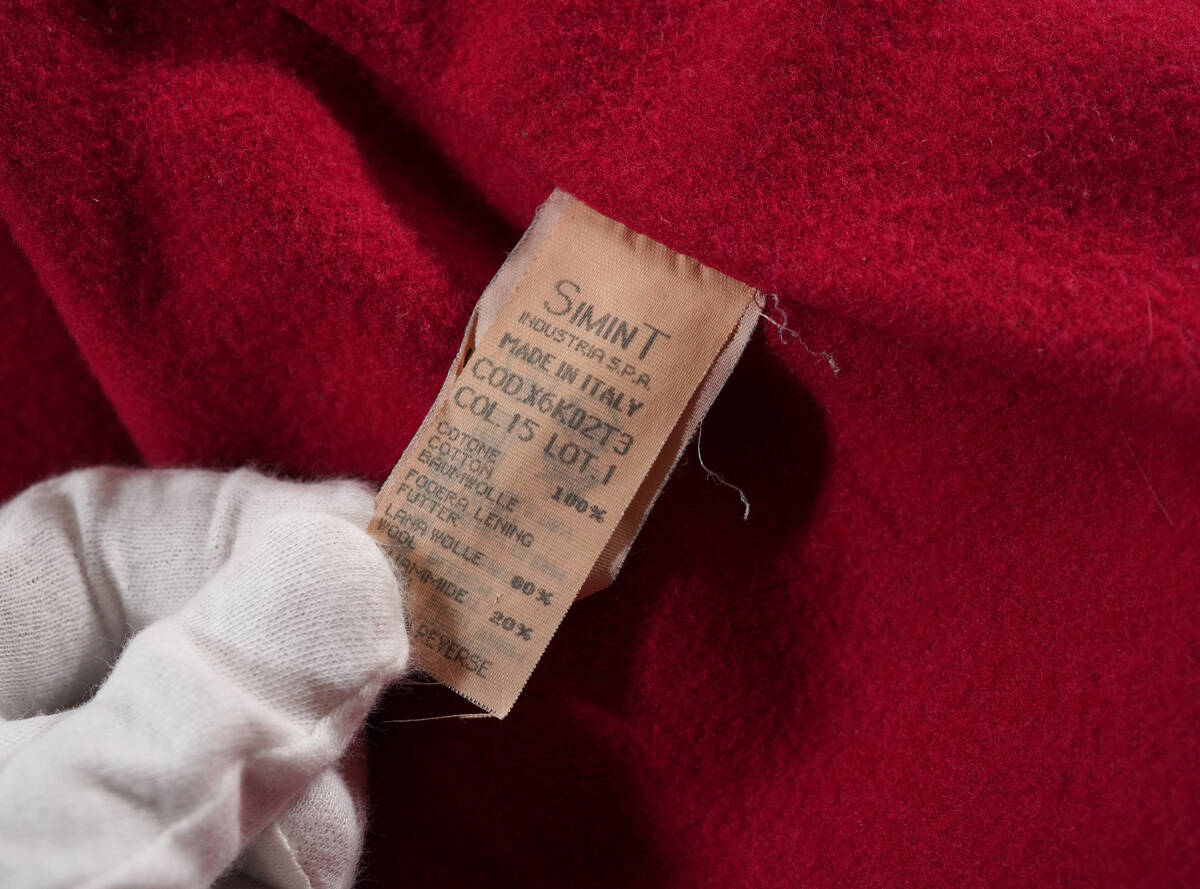 SIMINT
INDUSTRIA S.P.A
MADE IN ITALY
COD.X6K02T3
COL.15 LOT.1
COTONE
COTTON
BAUMWOLLE 100%
FODERA LENING
FUTTER
LANA WOLLE
WOOL 80%
20%
REVERSE